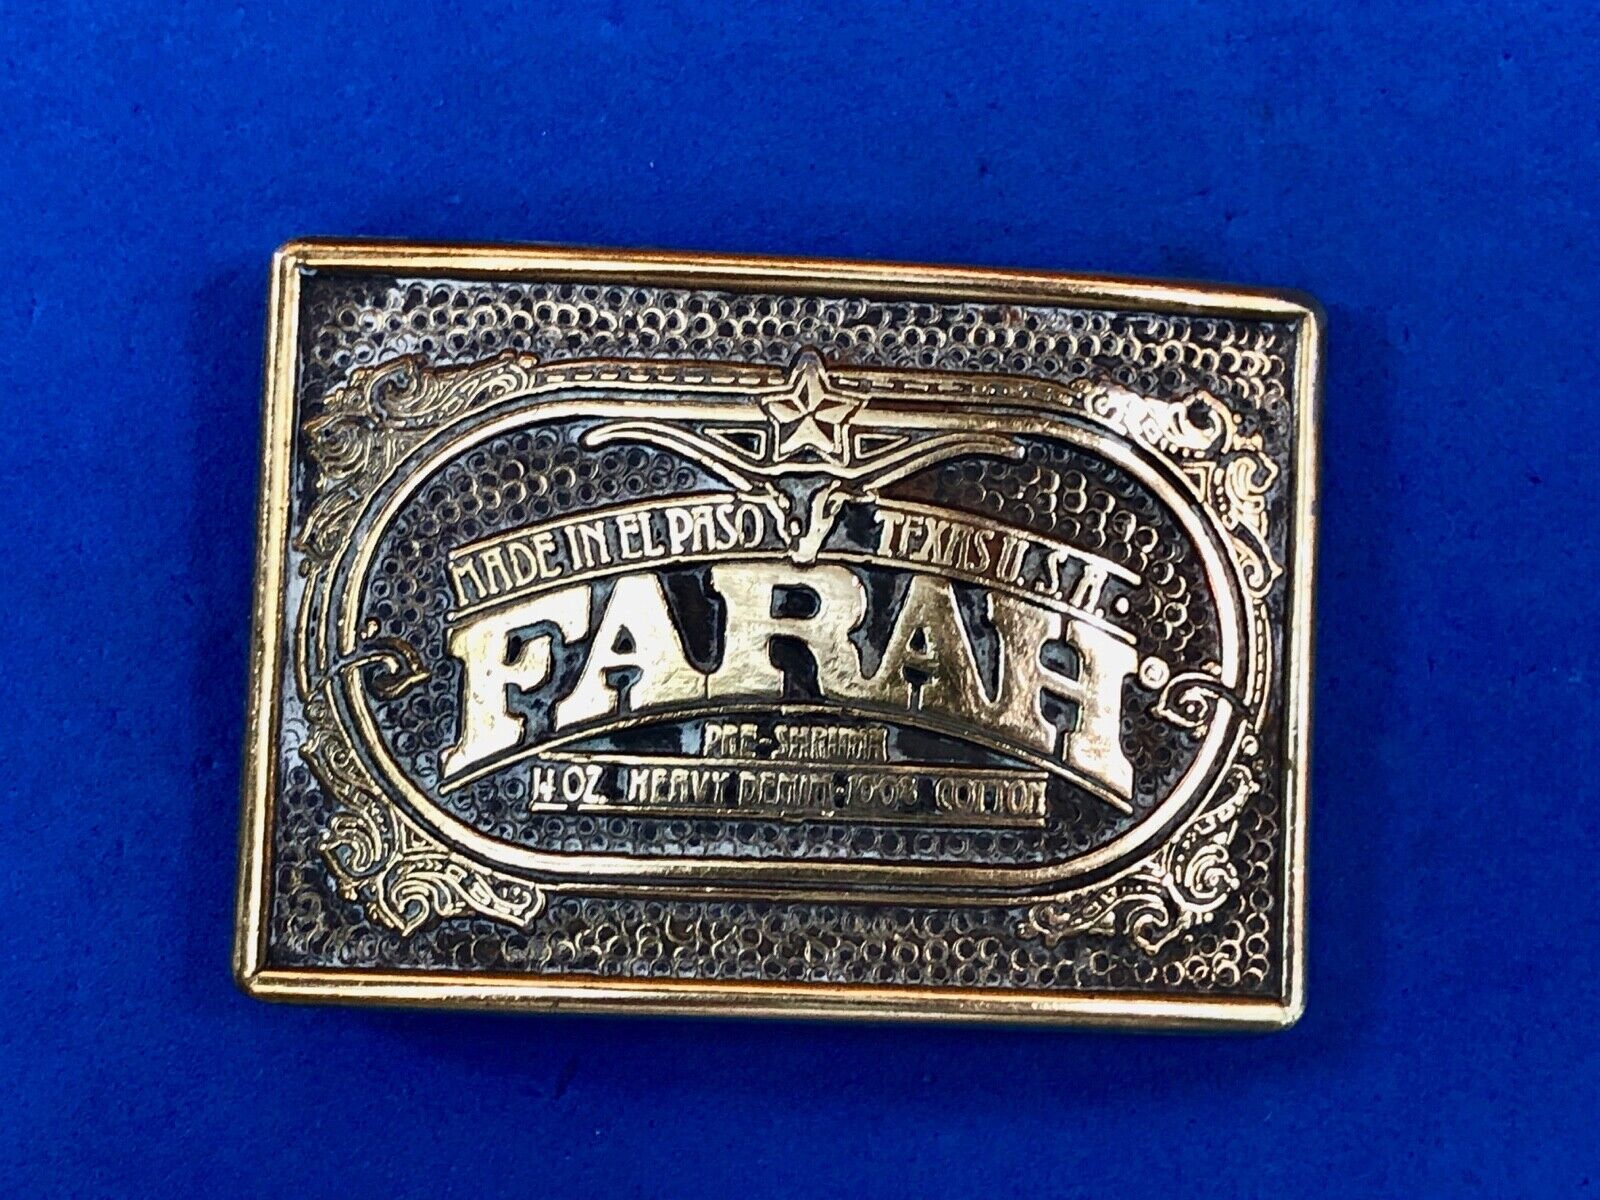 MADE IN EL PASO TEXAS U.S.A.
FARAH®
PRE-SHRUNK
14 OZ. HEAVY DENIM·100% COTTON